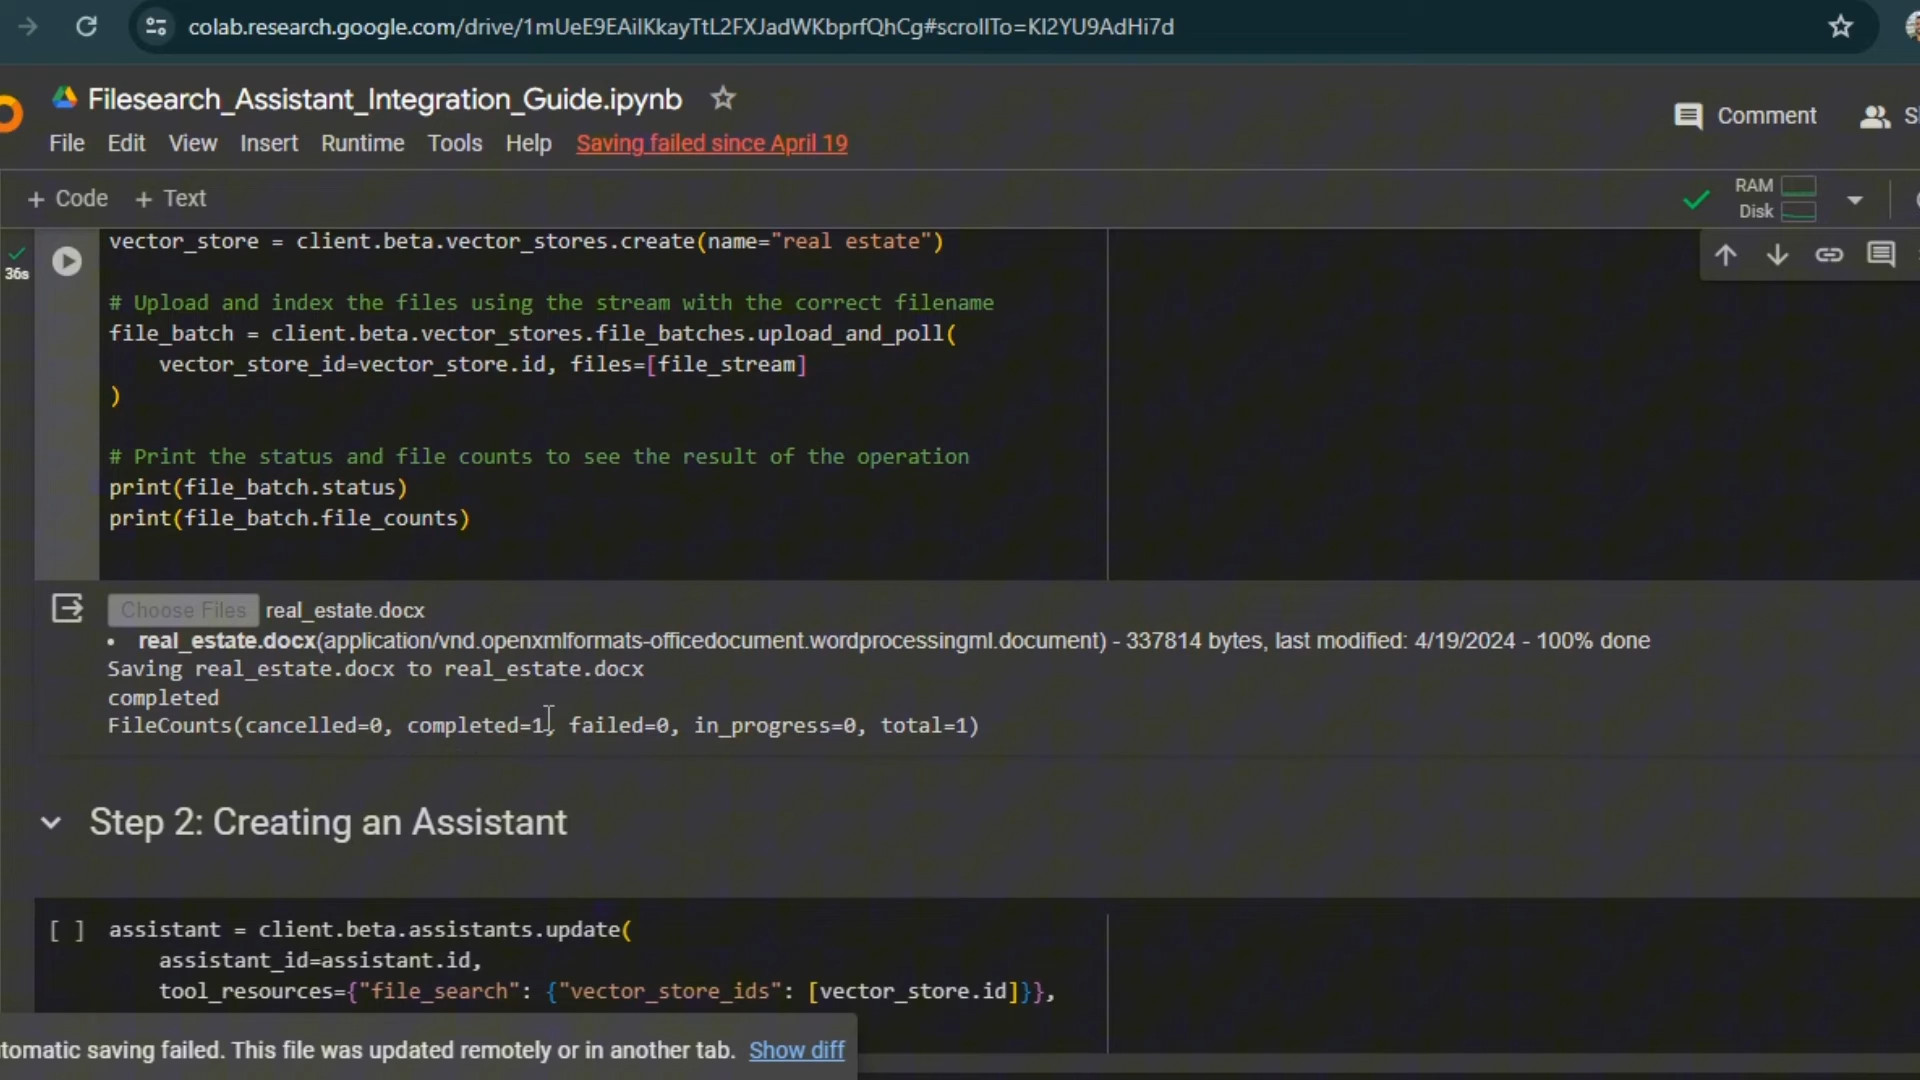 colab.research.google.com/drive/1mUeE9EAilKkayTtL2FXJadWKbprfQhCg#scrollTo=KI2YU9AdHi7d
Filesearch_Assistant_Integration_Guide.ipynb
Comment
File Edit View Insert Runtime Tools Help Saving failed since April 19
+ Code + Text
RAM
Disk
36s
vector_store = client.beta.vector_stores.create(name="real estate")
# Upload and index the files using the stream with the correct filename
file_batch = client.beta.vector_stores.file_batches.upload_and_poll(
vector_store_id=vector_store.id, files=[file_stream]
)
# Print the status and file counts to see the result of the operation
print(file_batch.status)
print(file_batch.file_counts)
Choose Files real_estate.docx
• real_estate.docx(application/vnd.openxmlformats-officedocument.wordprocessingml.document) - 337814 bytes, last modified: 4/19/2024 - 100% done
Saving real_estate.docx to real_estate.docx
completed
FileCounts(cancelled=0, completed=1, failed=0, in_progress=0, total=1)
Step 2: Creating an Assistant
[ ] assistant = client.beta.assistants.update(
assistant_id=assistant.id,
tool_resources={"file_search": {"vector_store_ids": [vector_store.id]}},
tomatic saving failed. This file was updated remotely or in another tab. Show diff